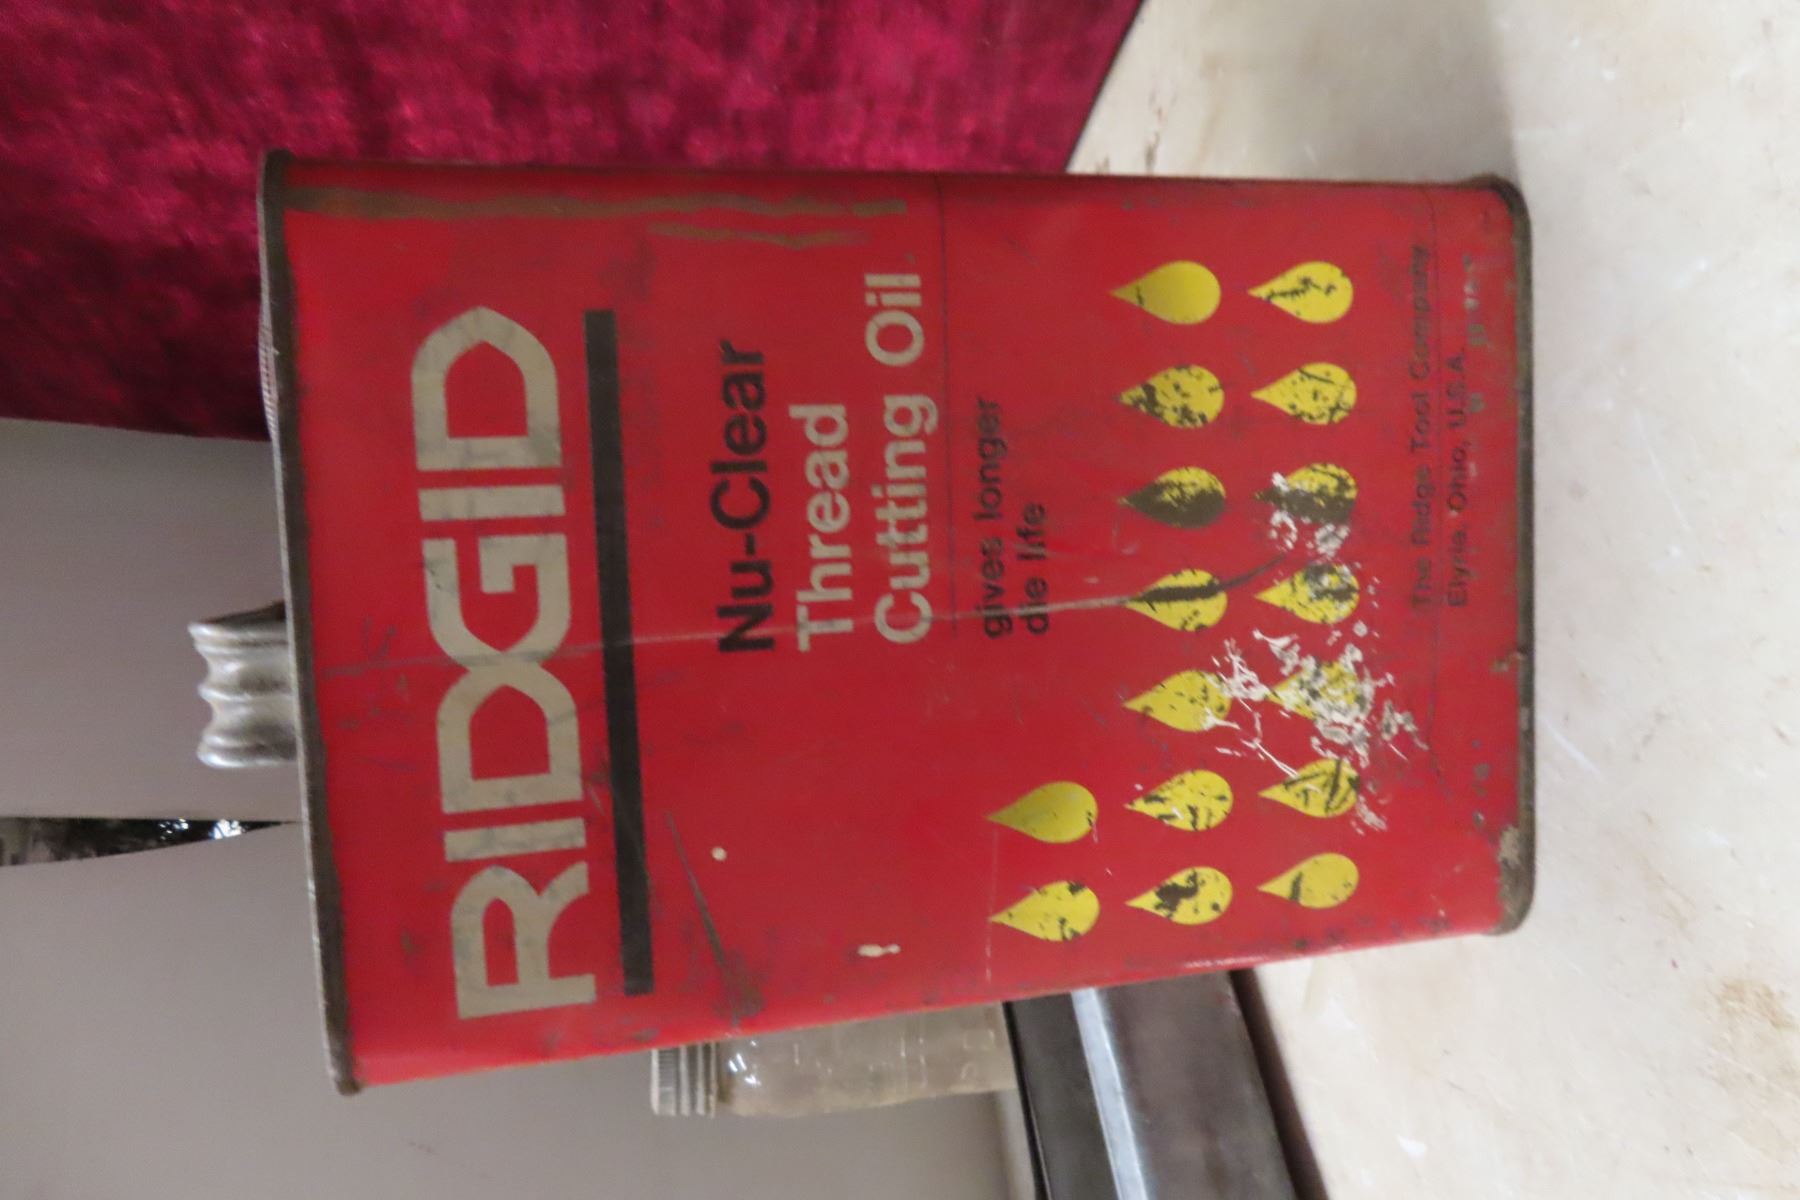 RIDGID
Nu-Clear
Thread
Cutting Oil
gives longer
die life
The Ridge Tool Company
Elyria, Ohio, U.S.A.